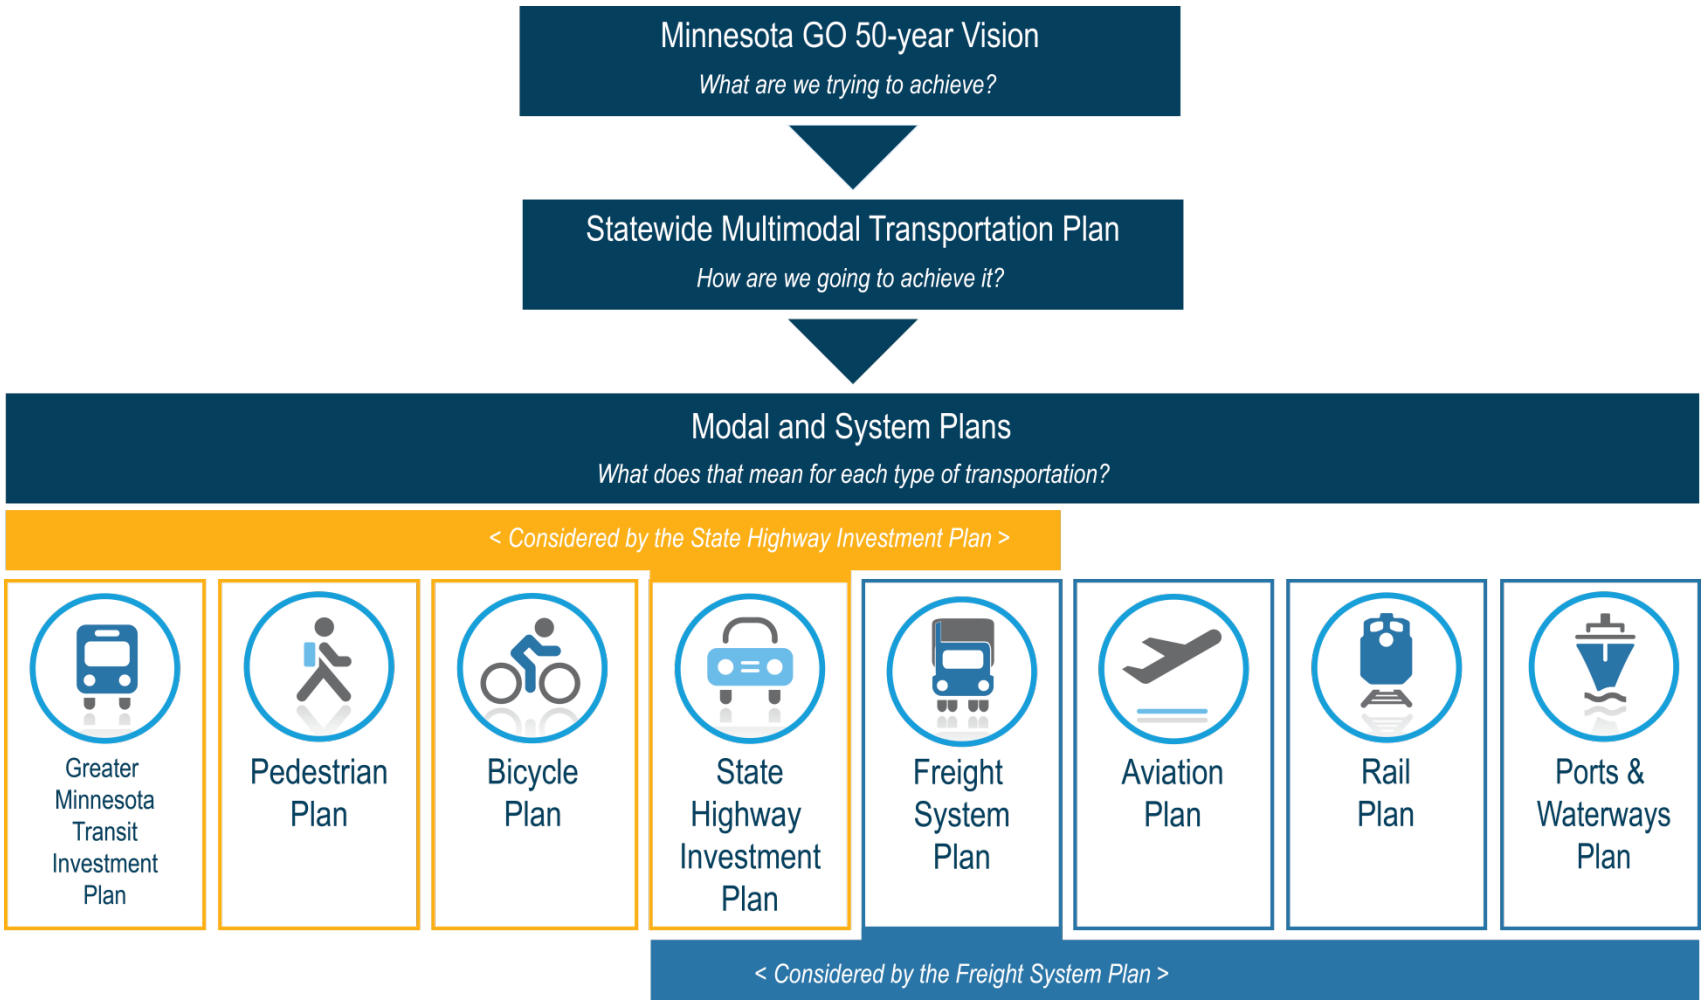 Minnesota GO 50-year Vision
What are we trying to achieve?
Statewide Multimodal Transportation Plan
How are we going to achieve it?
Modal and System Plans
What does that mean for each type of transportation?
< Considered by the State Highway Investment Plan >
Greater
Minnesota
Transit
Investment
Plan
Pedestrian
Plan
Bicycle
Plan
State
Highway
Investment
Plan
Freight
System
Plan
Aviation
Plan
Rail
Plan
Ports &
Waterways
Plan
< Considered by the Freight System Plan >